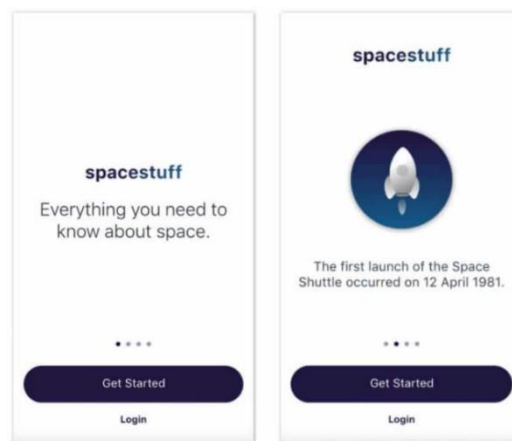 spacestuff
Everything you need to
know about space.
Get Started
Login
spacestuff
The first launch of the Space
Shuttle occurred on 12 April 1981.
Get Started
Login